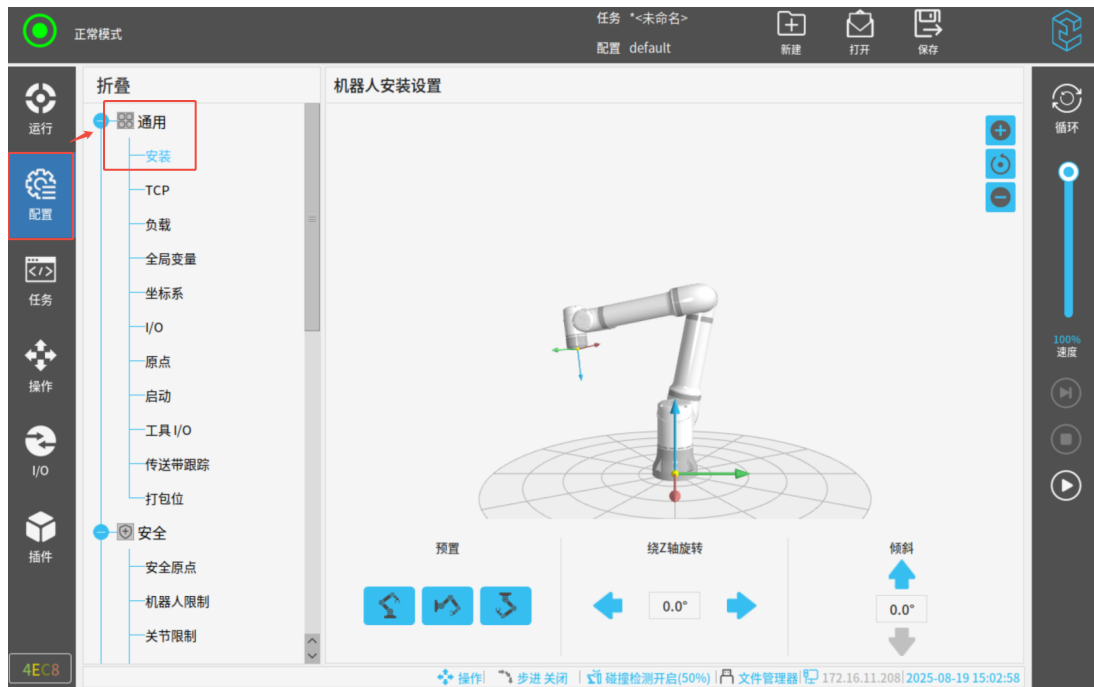 正常模式
任务 *<未命名>
配置 default
新建
打开
保存
运行
配置
任务
操作
I/O
插件
4EC8
折叠
通用
安装
TCP
负载
全局变量
坐标系
I/O
原点
启动
工具 I/O
传送带跟踪
打包位
安全
安全原点
机器人限制
关节限制
机器人安装设置
预置
绕Z轴旋转
0.0°
倾斜
0.0°
循环
100%
速度
操作 步进 关闭 碰撞检测开启(50%) 文件管理器 172.16.11.208 2025-08-19 15:02:58